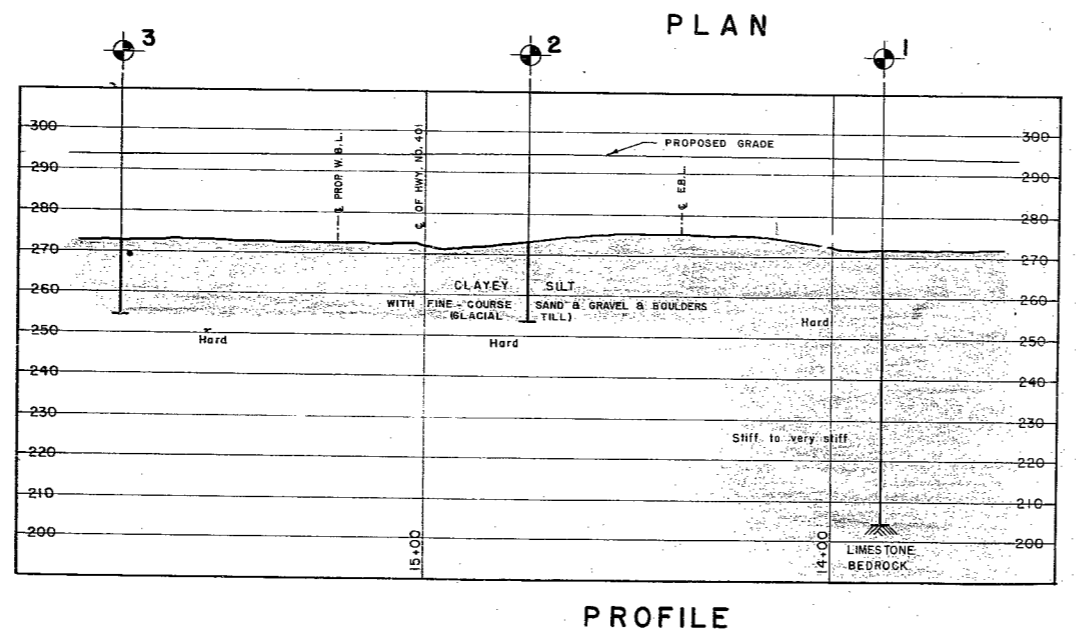 PLAN
3
2
1
300
300
PROPOSED GRADE
290
290
℄ PROP. W. B. L.
℄ OF HWY. NO. 401
℄ E.B.L.
280
280
270
270
CLAYEY SILT
260
260
WITH FINE - COURSE SAND & GRAVEL & BOULDERS
(GLACIAL TILL)
Hard
250
250
Hard
Hard
240
240
230
230
Stiff to very stiff
220
220
210
210
200
200
15+00
14+00
LIMESTONE
BEDROCK
PROFILE